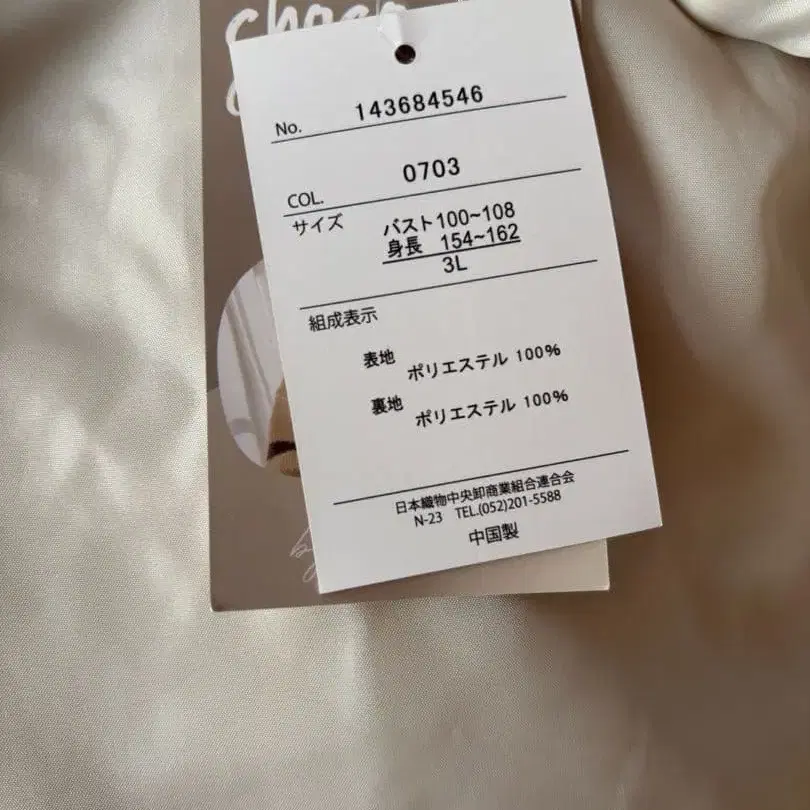 No. 143684546
COL. 0703
サイズ バスト100~108
身長 154~162
3L
組成表示
表地 ポリエステル 100%
裏地 ポリエステル 100%
日本織物中央卸商業組合連合会
N-23 TEL.(052)201-5588
中国製